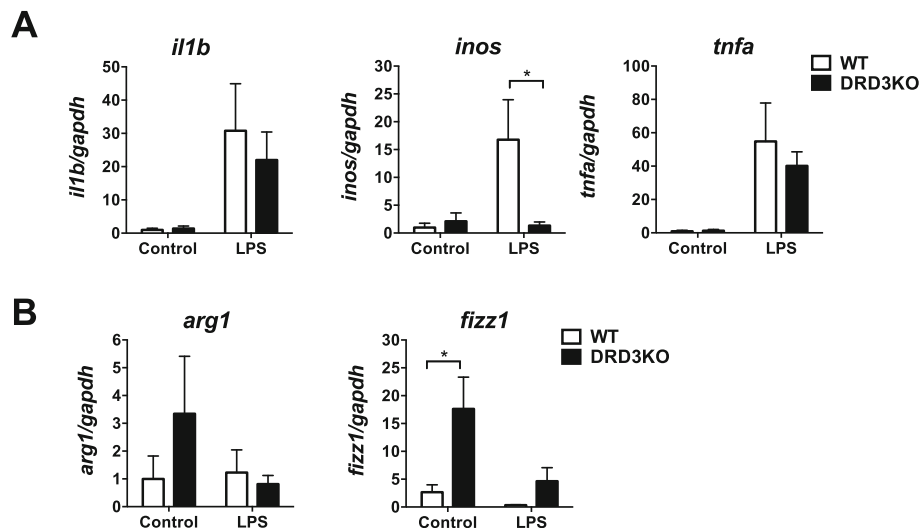 A
il1b
il1b/gapdh
50
40
30
20
10
0
Control
LPS
inos
inos/gapdh
30
25
20
15
10
5
0
*
Control
LPS
tnfa
tnfa/gapdh
100
80
60
40
20
0
Control
LPS
WT
DRD3KO
B
arg1
arg1/gapdh
6
5
4
3
2
1
0
Control
LPS
fizz1
fizz1/gapdh
30
25
20
15
10
5
0
*
Control
LPS
WT
DRD3KO